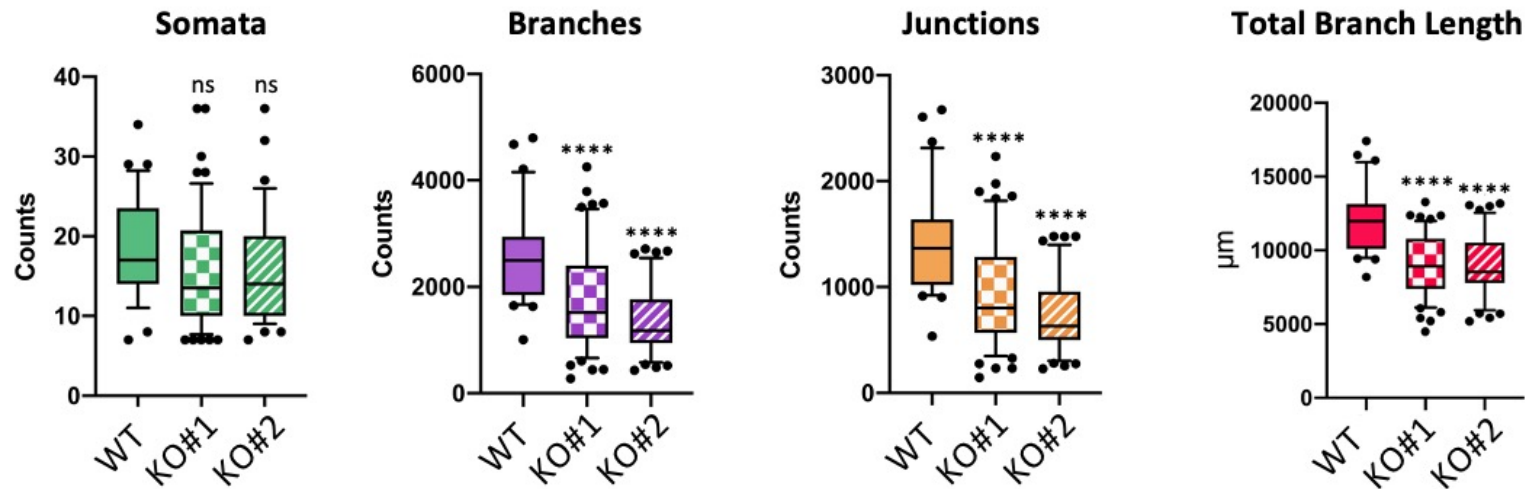 Somata
Branches
Junctions
Total Branch Length
Counts
40
30
20
10
0
ns
ns
WT
KO#1
KO#2
Counts
6000
4000
2000
0
****
****
WT
KO#1
KO#2
Counts
3000
2000
1000
0
****
****
WT
KO#1
KO#2
µm
20000
15000
10000
5000
0
****
****
WT
KO#1
KO#2